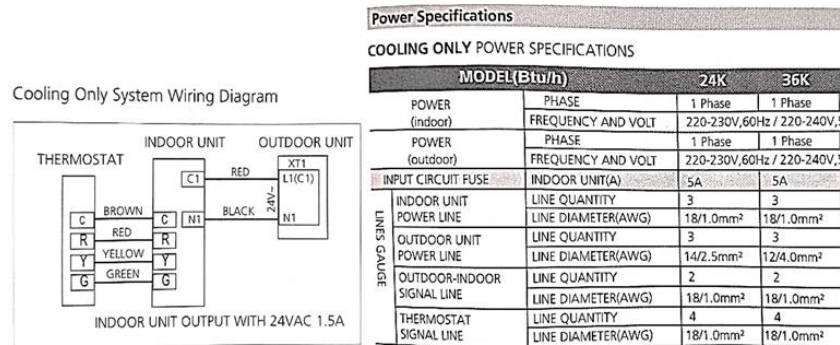 Power Specifications
COOLING ONLY POWER SPECIFICATIONS
MODEL(Btu/h) 24K 36K
POWER (indoor) PHASE 1 Phase 1 Phase
FREQUENCY AND VOLT 220-230V,60Hz / 220-240V,
POWER (outdoor) PHASE 1 Phase 1 Phase
FREQUENCY AND VOLT 220-230V,60Hz / 220-240V,
INPUT CIRCUIT FUSE INDOOR UNIT(A) 5A 5A
LINES GAUGE
INDOOR UNIT POWER LINE LINE QUANTITY 3 3
LINE DIAMETER(AWG) 18/1.0mm² 18/1.0mm²
OUTDOOR UNIT POWER LINE LINE QUANTITY 3 3
LINE DIAMETER(AWG) 14/2.5mm² 12/4.0mm²
OUTDOOR-INDOOR SIGNAL LINE LINE QUANTITY 2 2
LINE DIAMETER(AWG) 18/1.0mm² 18/1.0mm²
THERMOSTAT SIGNAL LINE LINE QUANTITY 4 4
LINE DIAMETER(AWG) 18/1.0mm² 18/1.0mm²
Cooling Only System Wiring Diagram
THERMOSTAT
INDOOR UNIT
OUTDOOR UNIT
XT1
C1 RED L1(C1)
24V~
C BROWN C N1 BLACK N1
R RED R
Y YELLOW Y
G GREEN G
INDOOR UNIT OUTPUT WITH 24VAC 1.5A